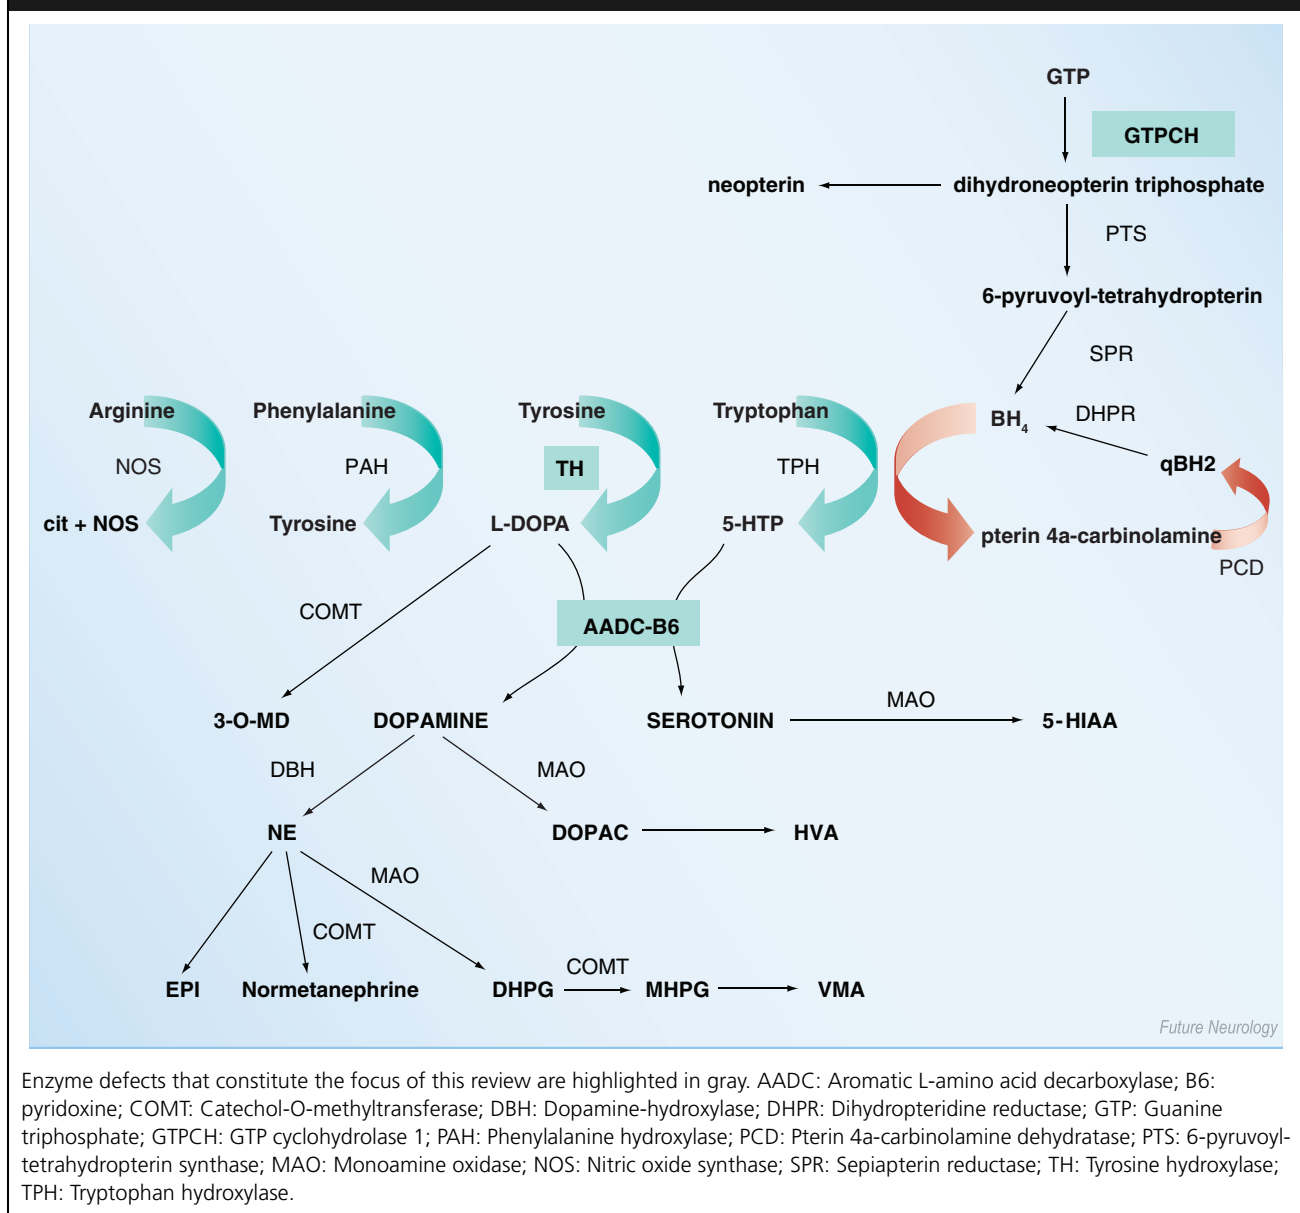 GTP
GTPCH
neopterin
dihydroneopterin triphosphate
PTS
6-pyruvoyl-tetrahydropterin
SPR
Arginine
Phenylalanine
Tyrosine
Tryptophan
BH4
DHPR
NOS
PAH
TH
TPH
qBH2
cit + NOS
Tyrosine
L-DOPA
5-HTP
pterin 4a-carbinolamine
PCD
COMT
AADC-B6
3-O-MD
DOPAMINE
SEROTONIN
MAO
5-HIAA
DBH
MAO
NE
DOPAC
HVA
MAO
COMT
EPI
Normetanephrine
DHPG
COMT
MHPG
VMA
Future Neurology
Enzyme defects that constitute the focus of this review are highlighted in gray. AADC: Aromatic L-amino acid decarboxylase; B6:
pyridoxine; COMT: Catechol-O-methyltransferase; DBH: Dopamine-hydroxylase; DHPR: Dihydropteridine reductase; GTP: Guanine
triphosphate; GTPCH: GTP cyclohydrolase 1; PAH: Phenylalanine hydroxylase; PCD: Pterin 4a-carbinolamine dehydratase; PTS: 6-pyruvoyl-
tetrahydropterin synthase; MAO: Monoamine oxidase; NOS: Nitric oxide synthase; SPR: Sepiapterin reductase; TH: Tyrosine hydroxylase;
TPH: Tryptophan hydroxylase.